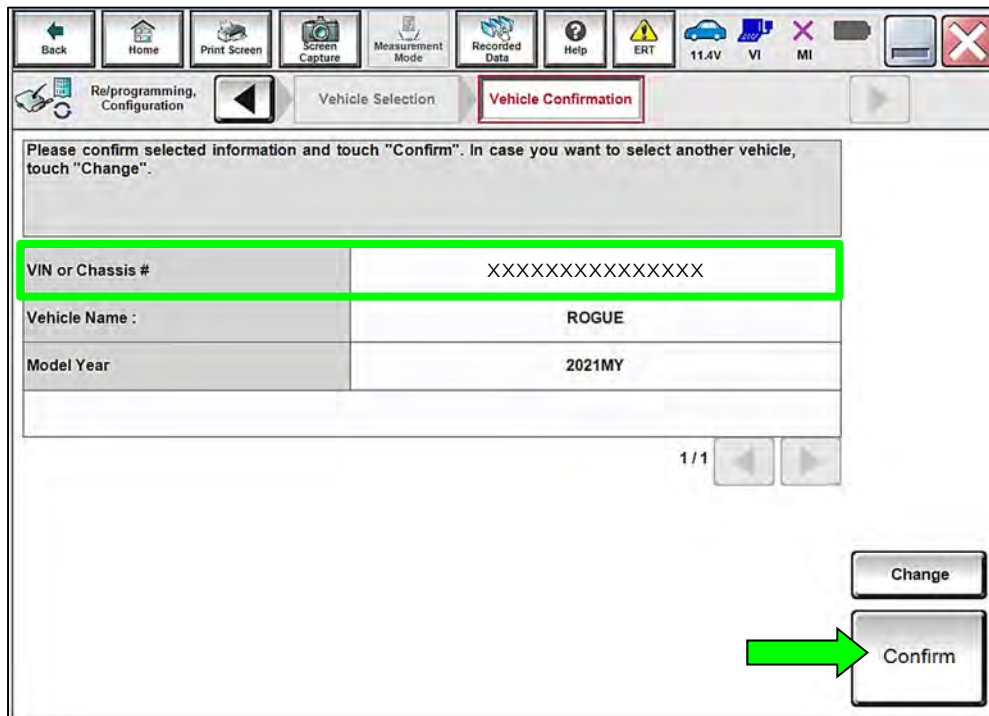 Back
Home
Print Screen
Screen
Capture
Measurement
Mode
Recorded
Data
Help
ERT
11.4V
VI
MI
Re/programming,
Configuration
Vehicle Selection
Vehicle Confirmation
Please confirm selected information and touch "Confirm". In case you want to select another vehicle,
touch "Change".
VIN or Chassis #
XXXXXXXXXXXXXXX
Vehicle Name :
ROGUE
Model Year
2021MY
1/1
Change
Confirm